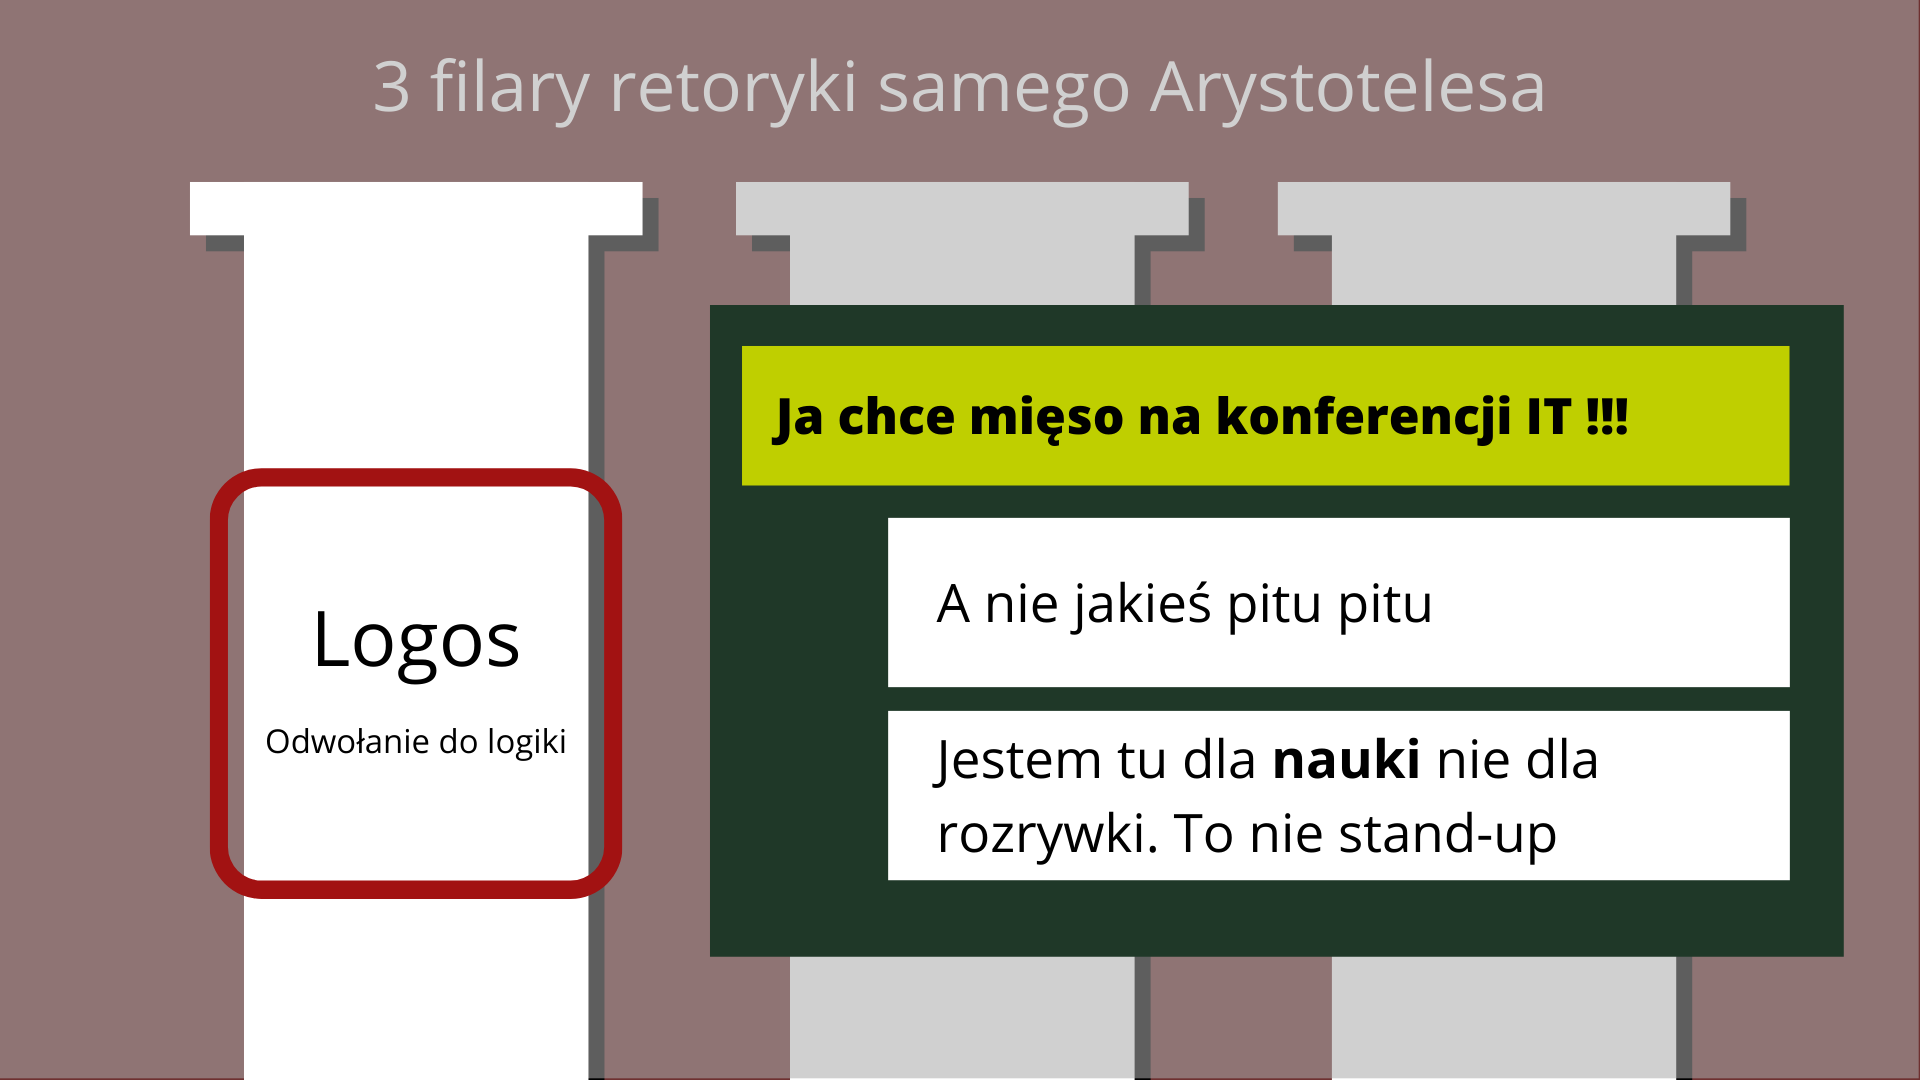 3 filary retoryki samego Arystotelesa
Logos
Odwołanie do logiki
Ja chce mięso na konferencji IT !!!
A nie jakieś pitu pitu
Jestem tu dla nauki nie dla
rozrywki. To nie stand-up